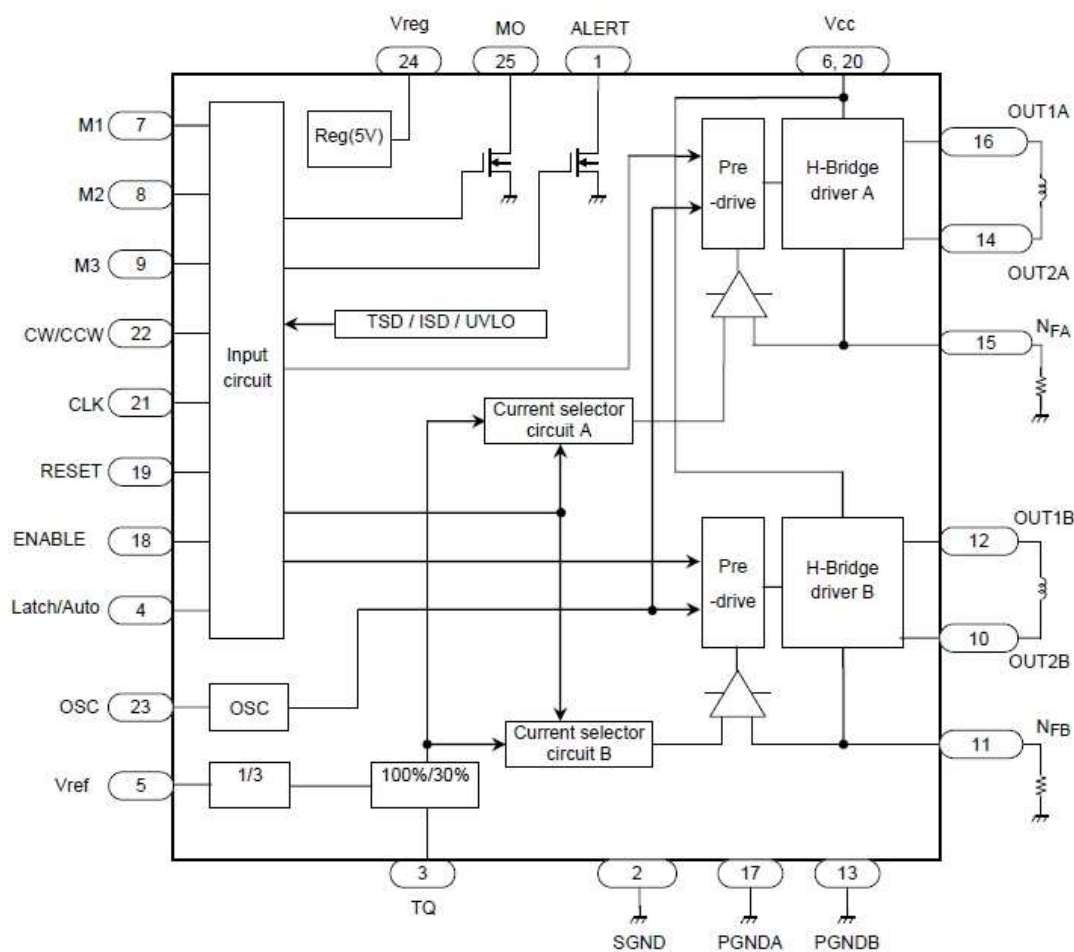 Vreg
MO
ALERT
Vcc
24
25
1
6, 20
M1
7
Reg(5V)
OUT1A
16
M2
8
Pre
-drive
H-Bridge
driver A
14
OUT2A
M3
9
TSD / ISD / UVLO
CW/CCW
22
NFA
15
Input
circuit
CLK
21
Current selector
circuit A
RESET
19
OUT1B
ENABLE
18
12
Pre
-drive
H-Bridge
driver B
Latch/Auto
4
10
OUT2B
OSC
23
OSC
Current selector
circuit B
NFB
11
Vref
5
1/3
100%/30%
3
2
17
13
TQ
SGND
PGNDA
PGNDB